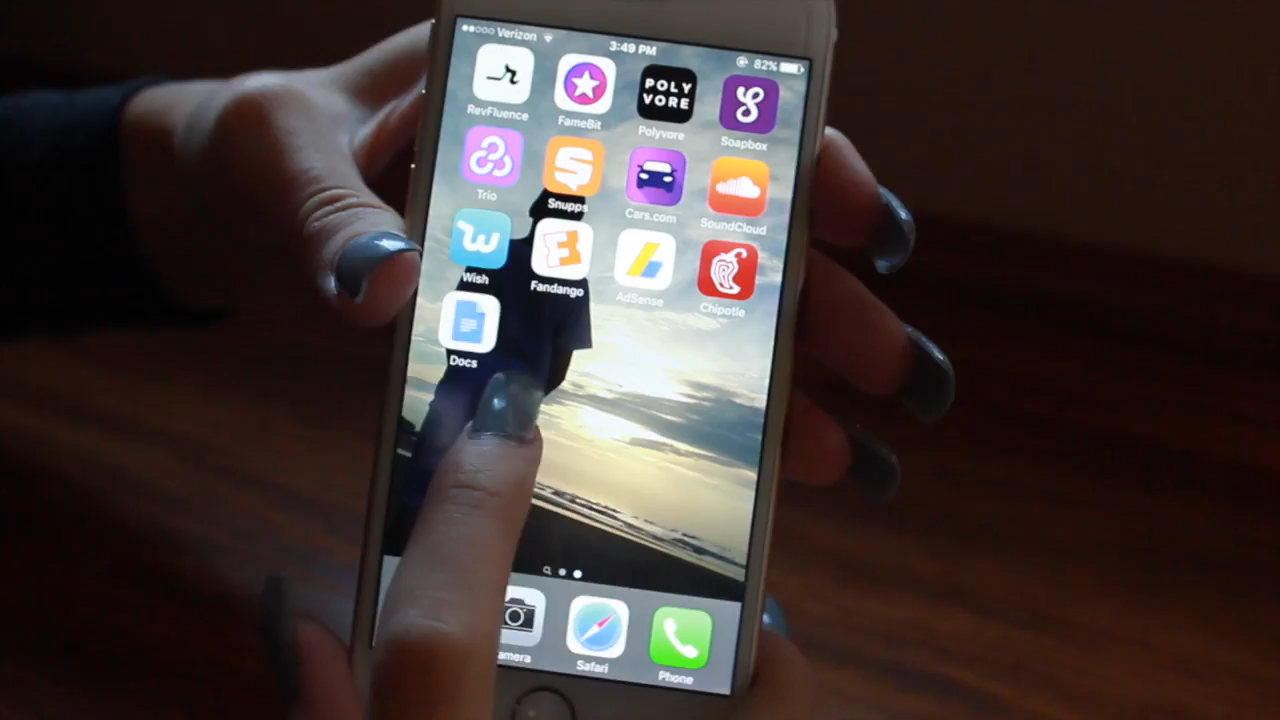 Verizon 3:49 PM 82%
POLY
VORE
RevFluence FameBit Polyvore Soapbox
Trio Snupps Cars.com SoundCloud
Wish Fandango AdSense Chipotle
Docs
amera Safari Phone